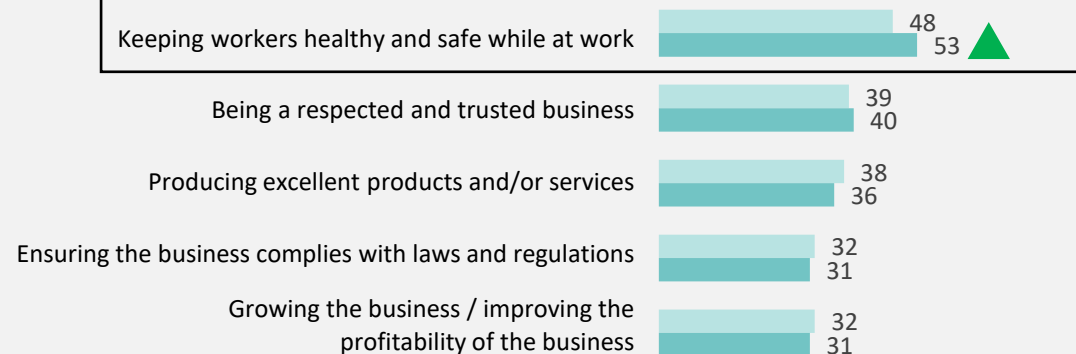 Keeping workers healthy and safe while at work
48
53
Being a respected and trusted business
39
40
Producing excellent products and/or services
38
36
Ensuring the business complies with laws and regulations
32
31
Growing the business / improving the
profitability of the business
32
31